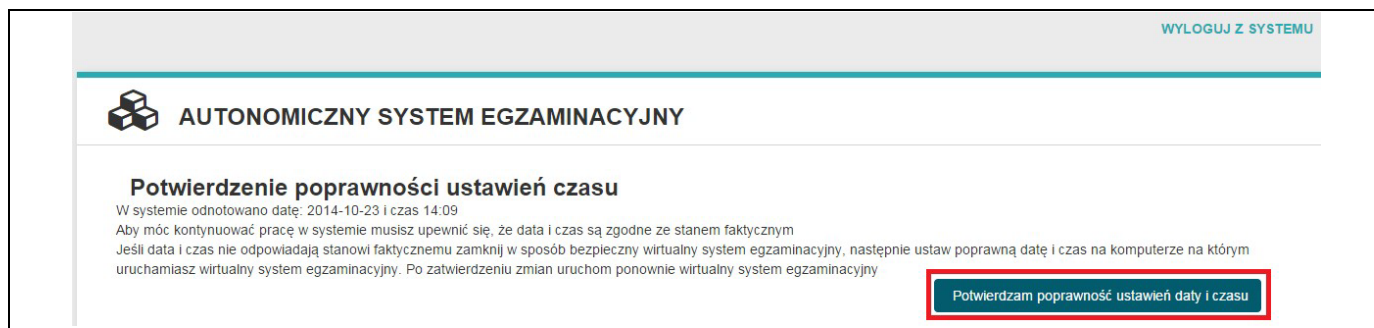 WYLOGUJ Z SYSTEMU
AUTONOMICZNY SYSTEM EGZAMINACYJNY
Potwierdzenie poprawności ustawień czasu
W systemie odnotowano datę: 2014-10-23 i czas 14:09
Aby móc kontynuować pracę w systemie musisz upewnić się, że data i czas są zgodne ze stanem faktycznym
Jeśli data i czas nie odpowiadają stanowi faktycznemu zamknij w sposób bezpieczny wirtualny system egzaminacyjny, następnie ustaw poprawną datę i czas na komputerze na którym
uruchamiasz wirtualny system egzaminacyjny. Po zatwierdzeniu zmian uruchom ponownie wirtualny system egzaminacyjny
Potwierdzam poprawność ustawień daty i czasu